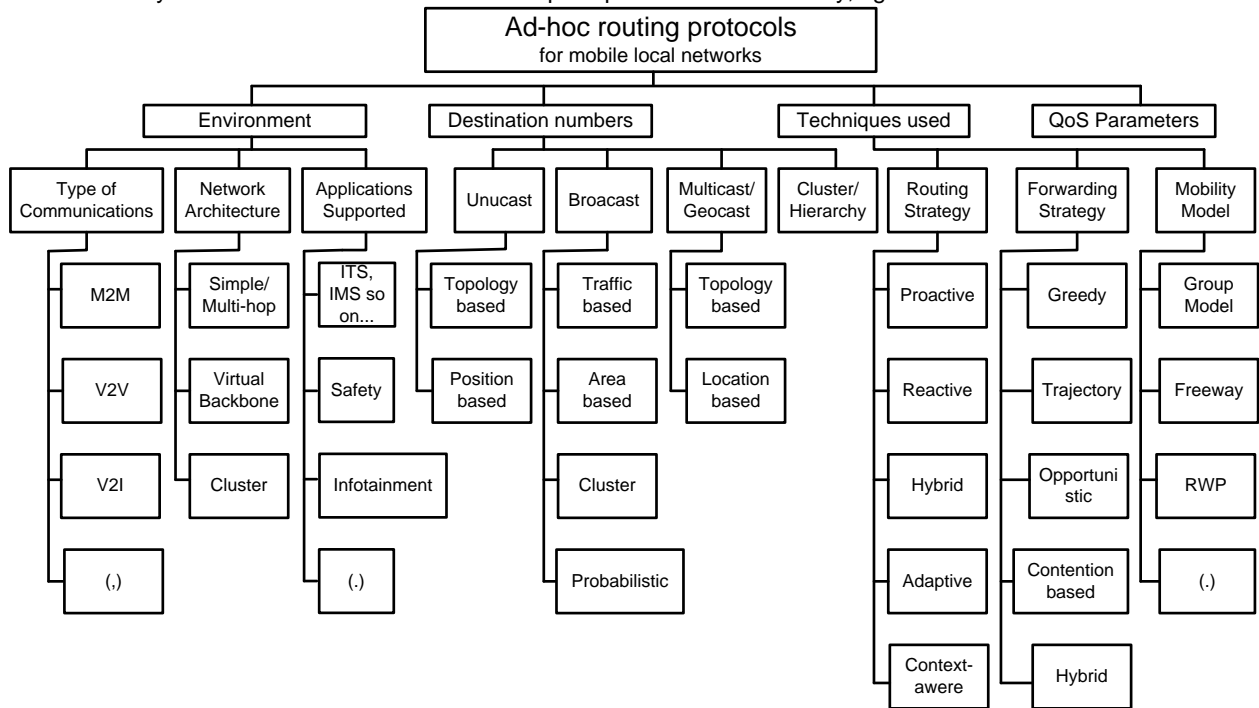 Ad-hoc routing protocols
for mobile local networks
Environment
Destination numbers
Techniques used
QoS Parameters
Type of
Communications
Network
Architecture
Applications
Supported
Unucast
Broacast
Multicast/
Geocast
Cluster/
Hierarchy
Routing
Strategy
Forwarding
Strategy
Mobility
Model
M2M
V2V
V2I
(,)
Simple/
Multi-hop
Virtual
Backbone
Cluster
ITS,
IMS so
on...
Safety
Infotainment
(.)
Topology
based
Position
based
Traffic
based
Area
based
Cluster
Probabilistic
Topology
based
Location
based
Proactive
Reactive
Hybrid
Adaptive
Context-
awere
Greedy
Trajectory
Opportuni
stic
Contention
based
Hybrid
Group
Model
Freeway
RWP
(.)